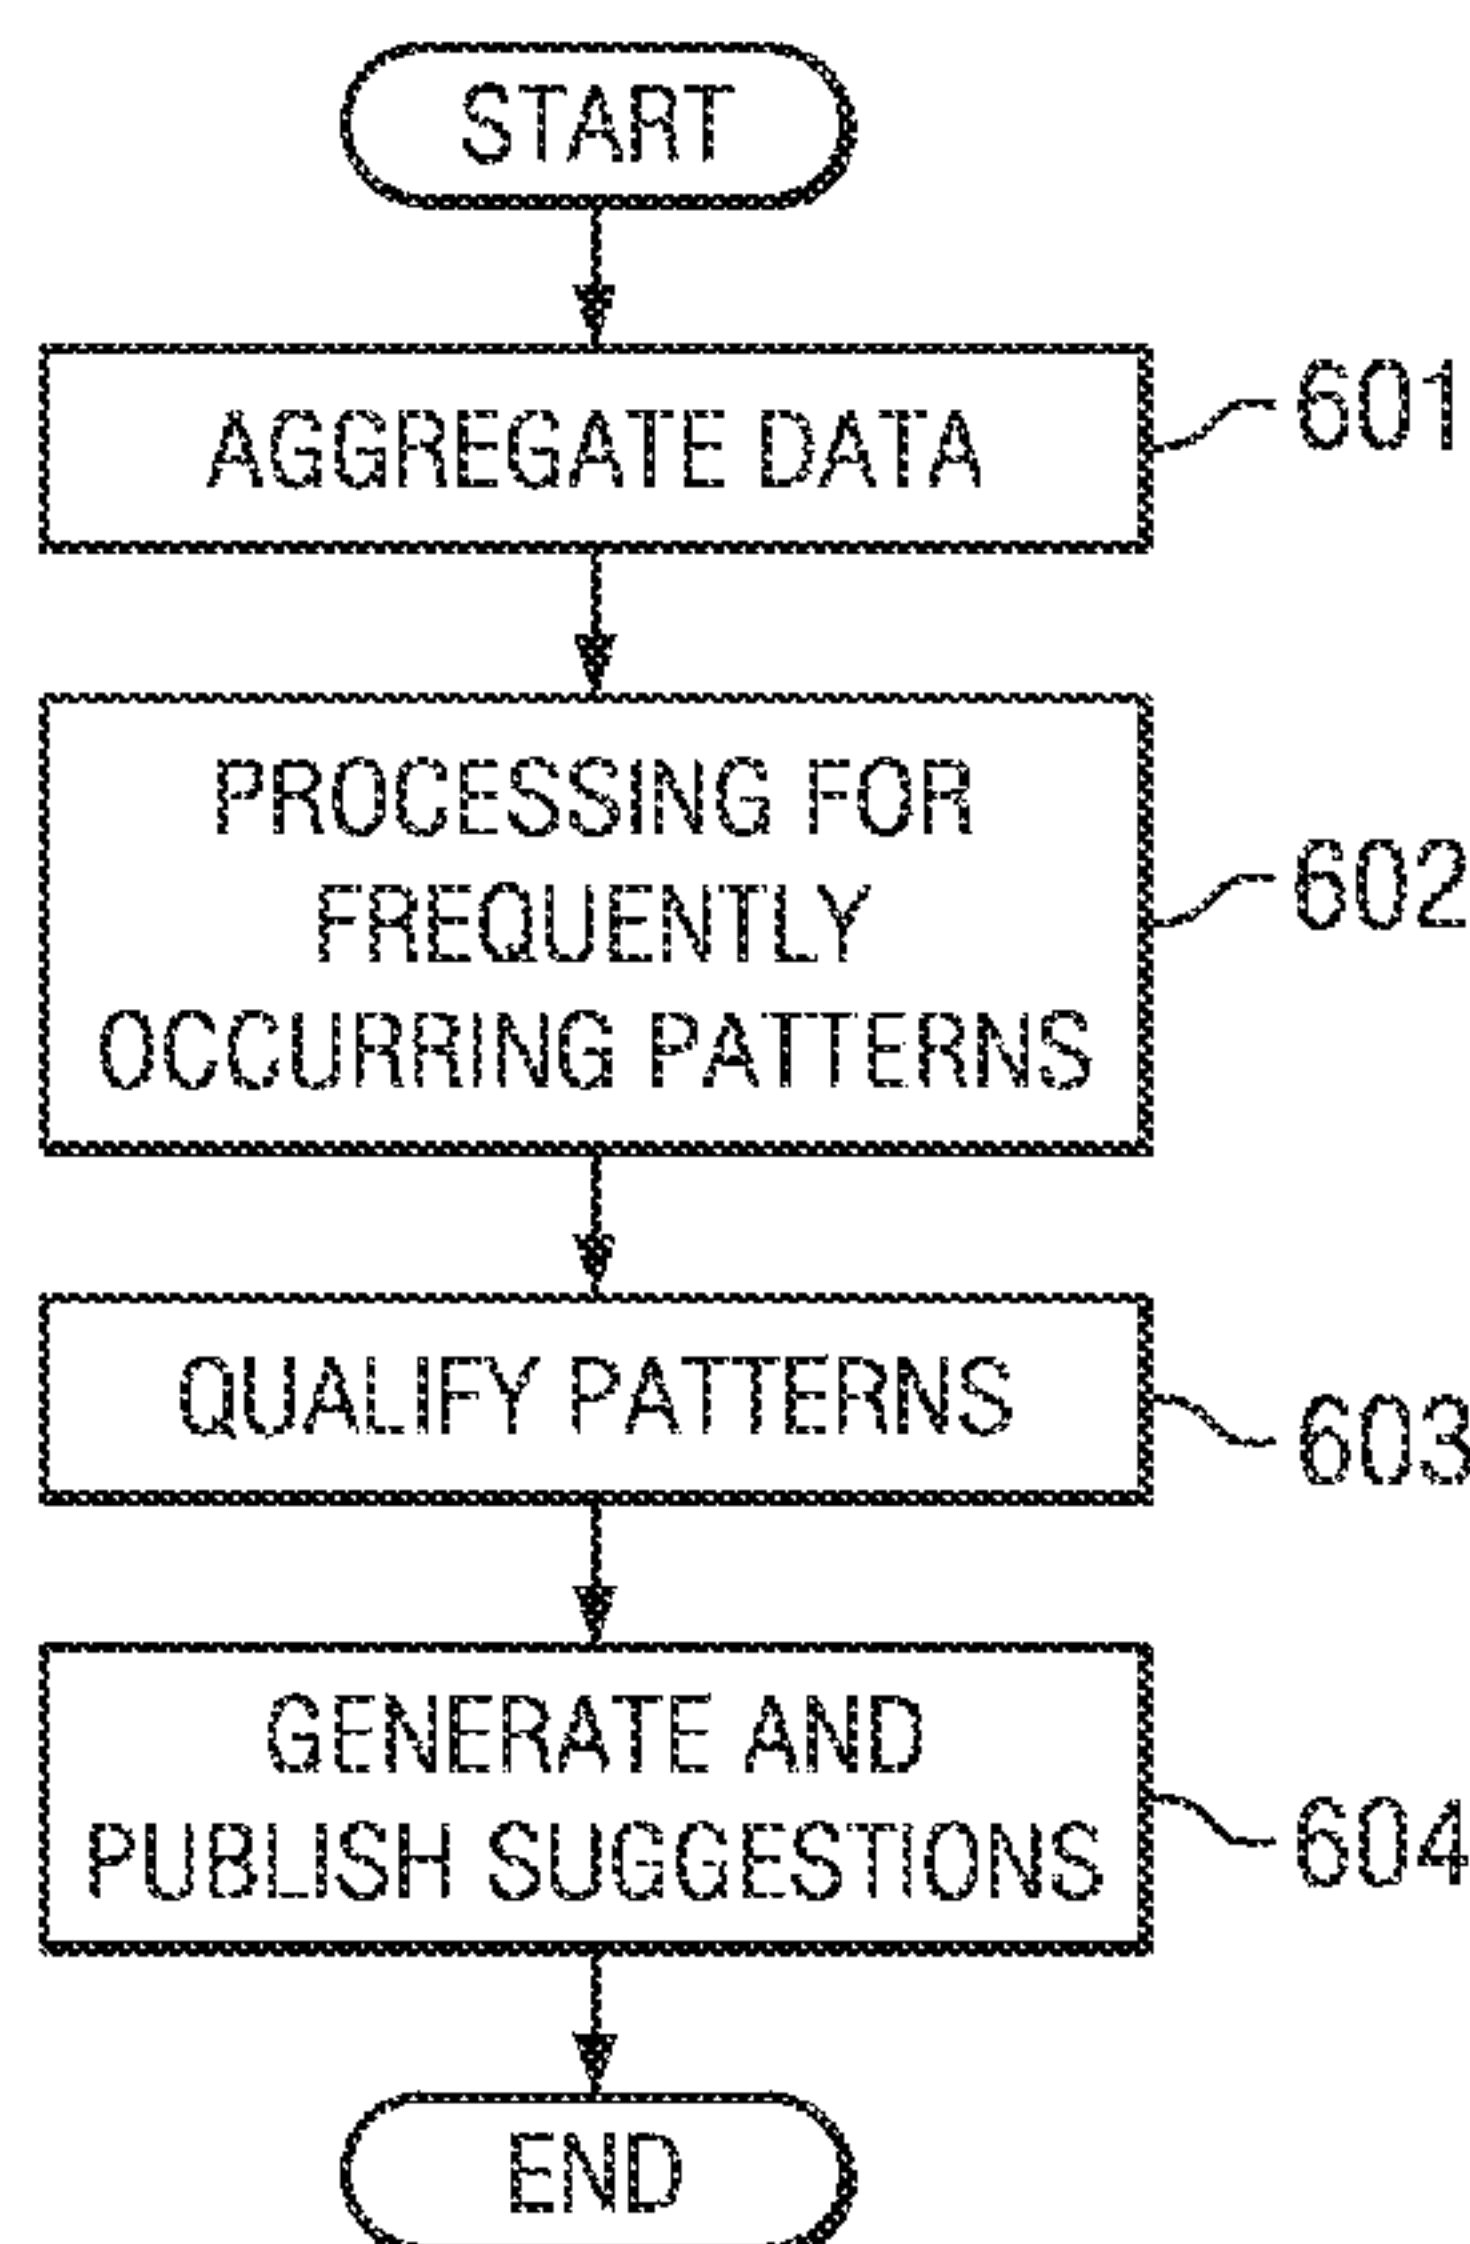 START
AGGREGATE DATA
601
PROCESSING FOR
FREQUENTLY
OCCURRING PATTERNS
602
QUALIFY PATTERNS
603
GENERATE AND
PUBLISH SUGGESTIONS
604
END